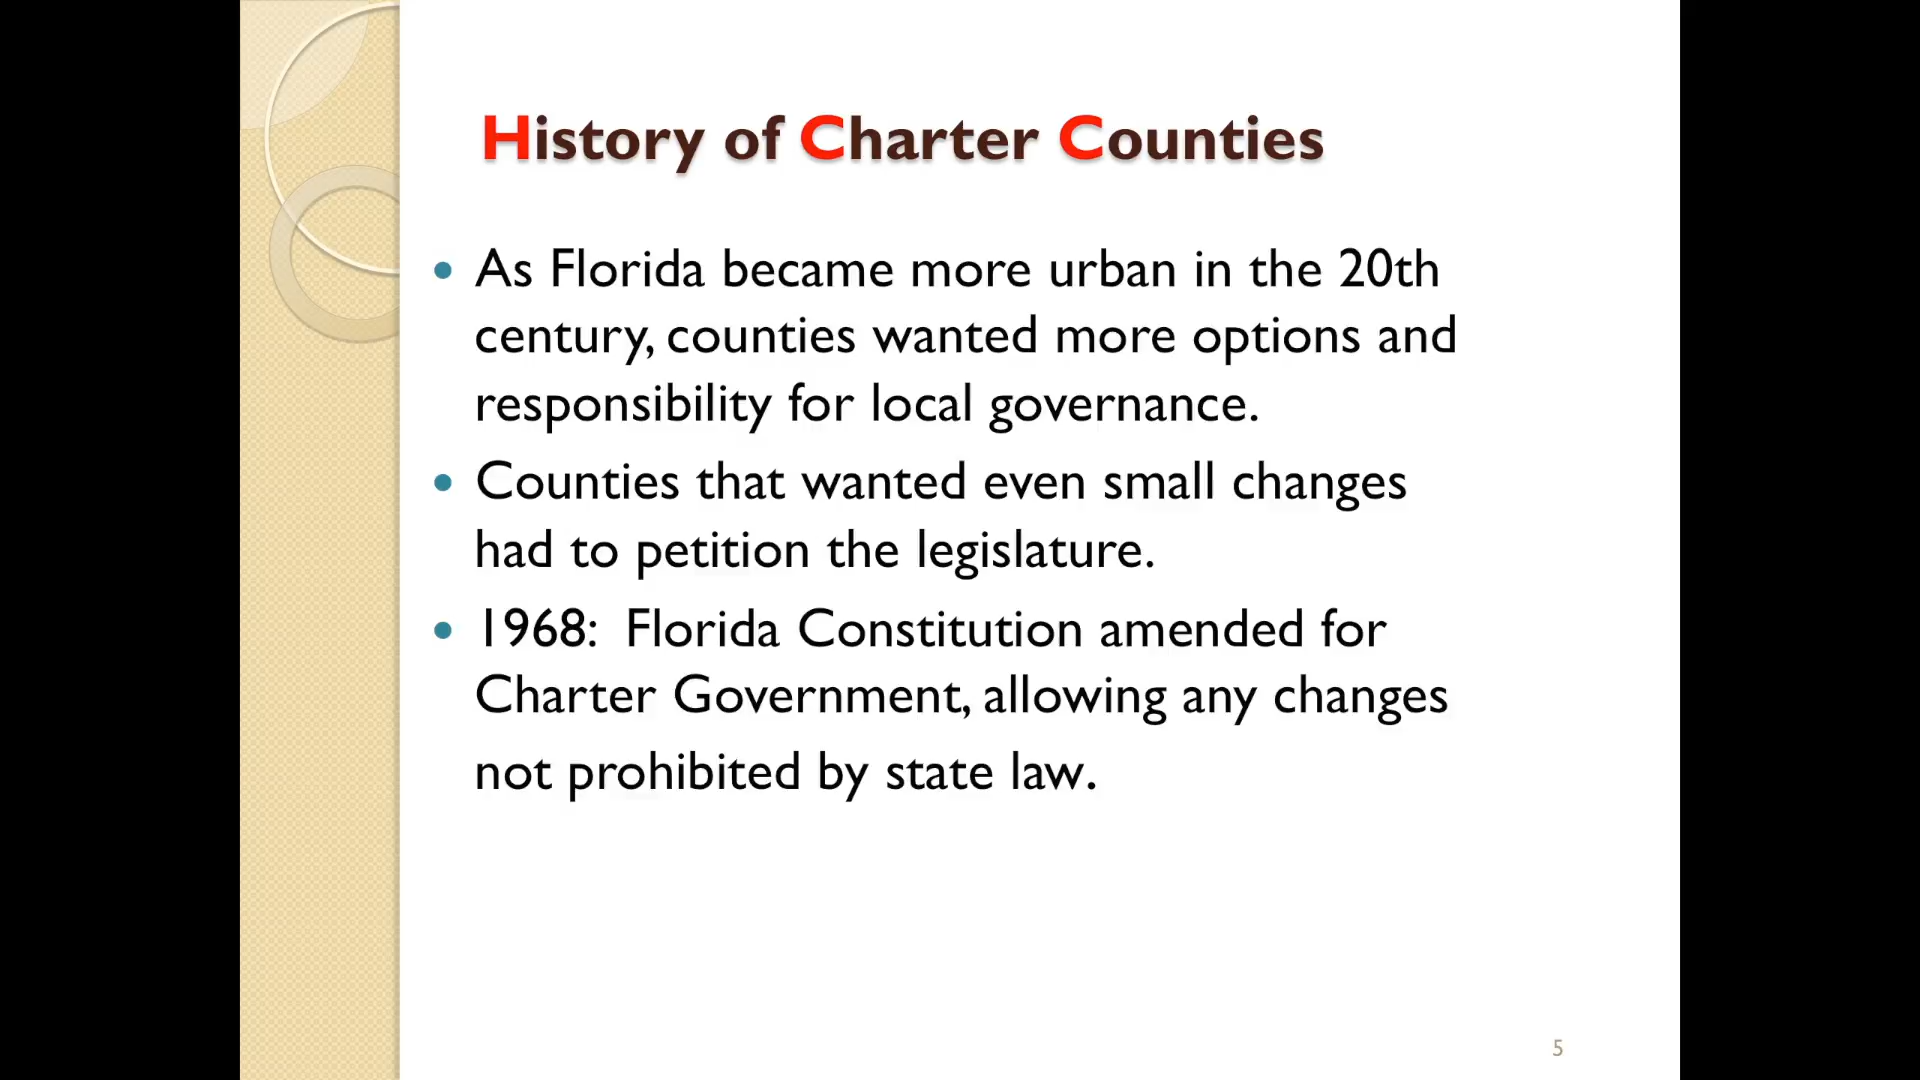 History of Charter Counties
• As Florida became more urban in the 20th
century, counties wanted more options and
responsibility for local governance.
• Counties that wanted even small changes
had to petition the legislature.
• 1968:  Florida Constitution amended for
Charter Government, allowing any changes
not prohibited by state law.
5